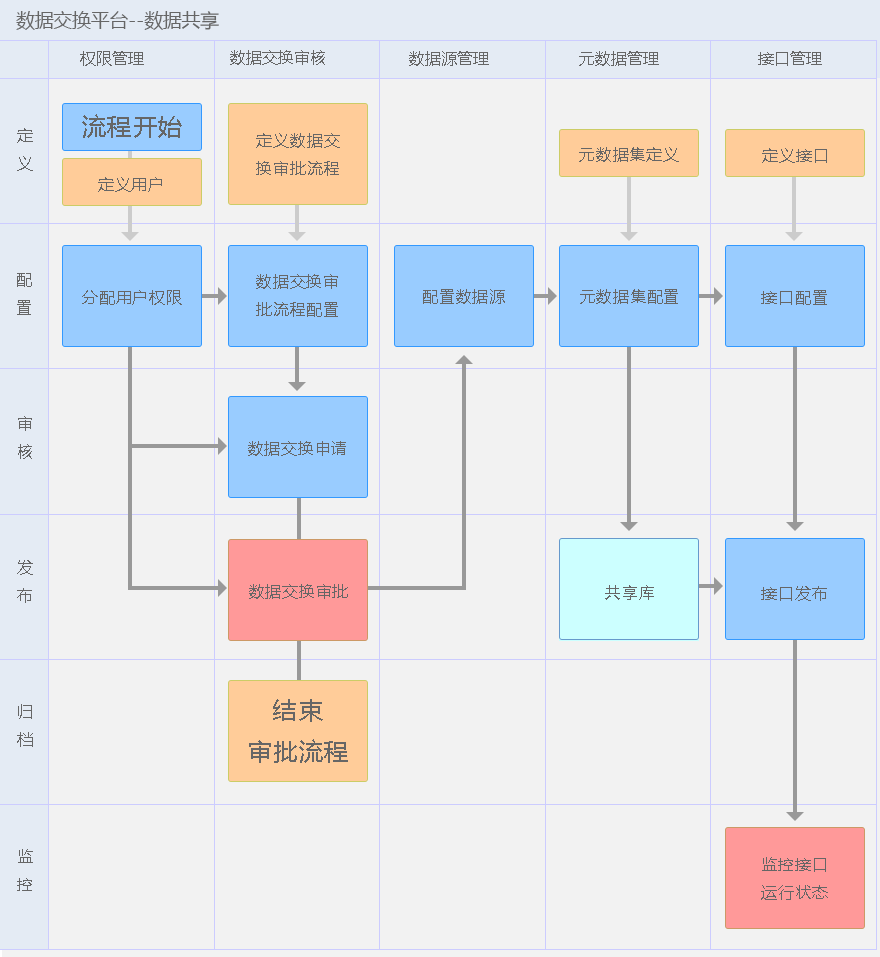 数据交换平台--数据共享
权限管理
数据交换审核
数据源管理
元数据管理
接口管理
定
义
流程开始
定义用户
定义数据交
换审批流程
元数据集定义
定义接口
配
置
分配用户权限
数据交换审
批流程配置
配置数据源
元数据集配置
接口配置
审
核
数据交换申请
发
布
数据交换审批
共享库
接口发布
归
档
结束
审批流程
监
控
监控接口
运行状态